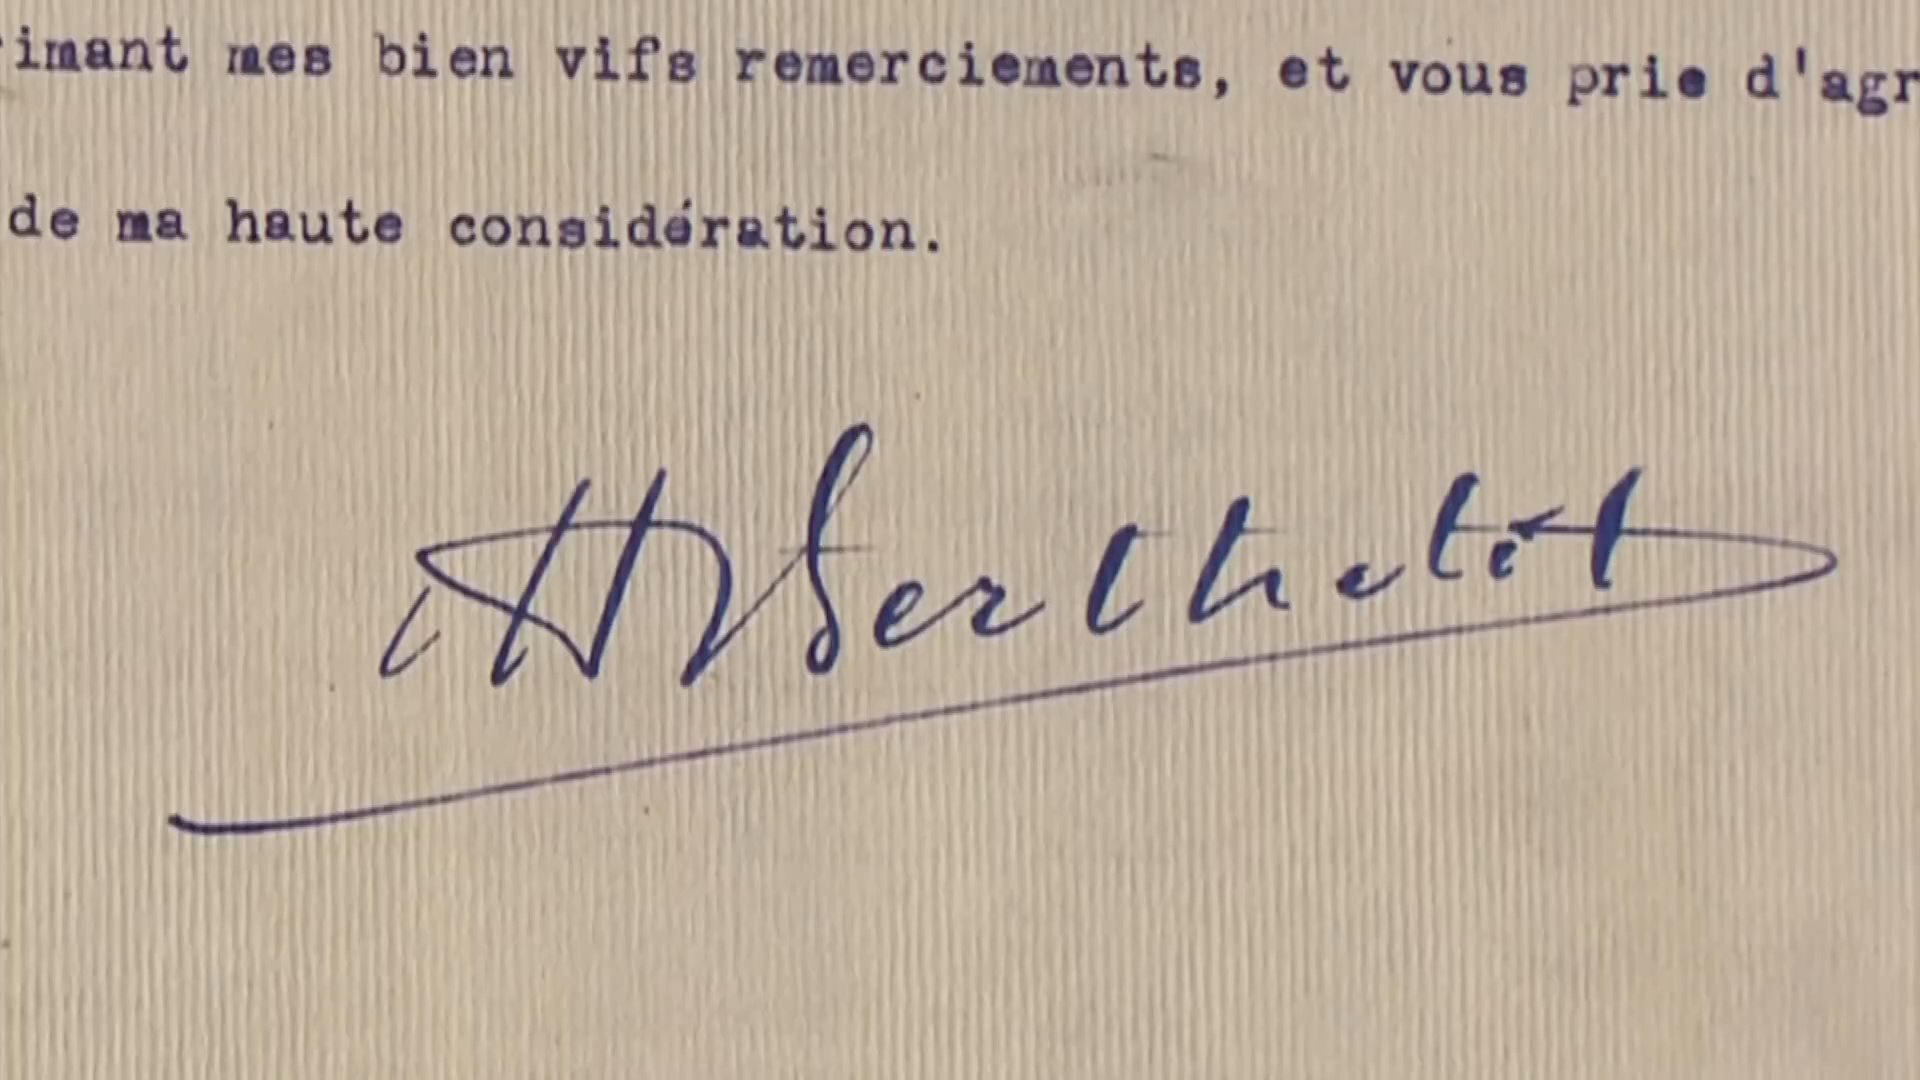 imant mes bien vifs remerciements, et vous prie d'agr
de ma haute considération.
Berthelot